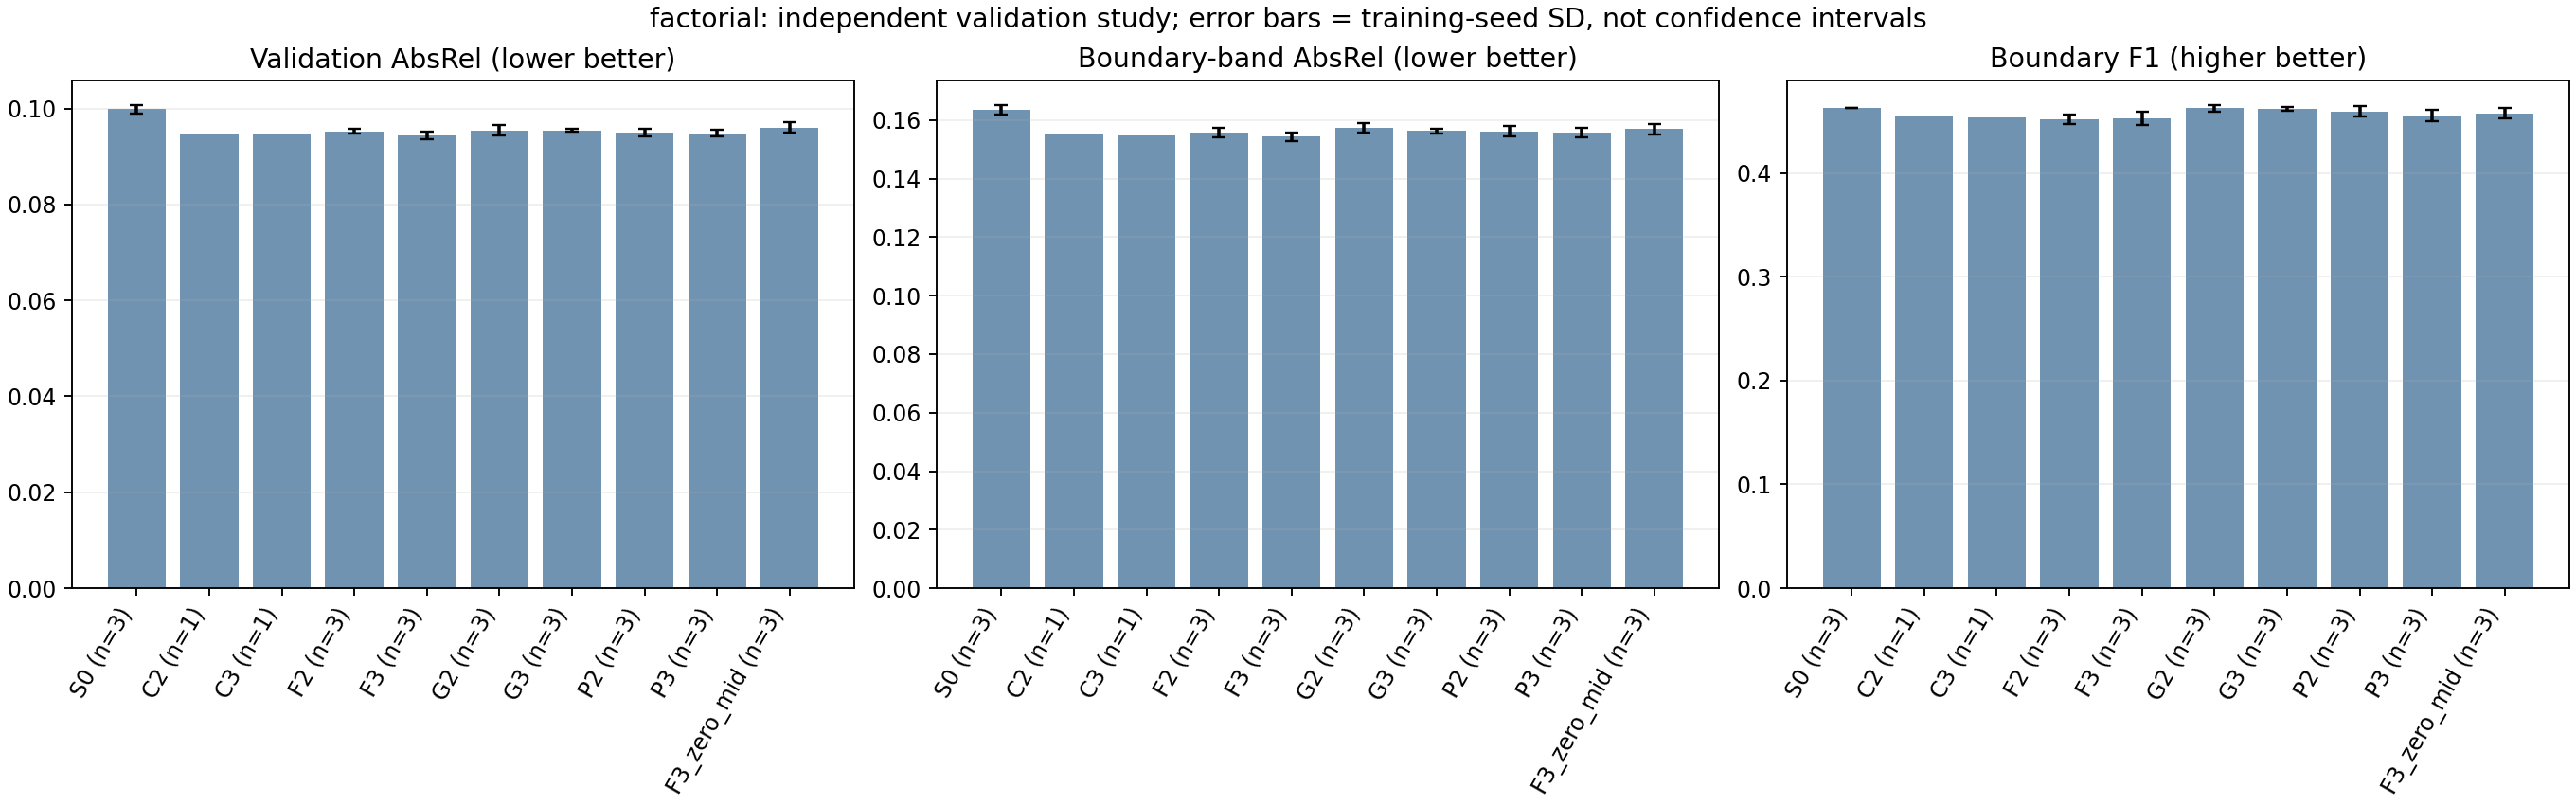 factorial: independent validation study; error bars = training-seed SD, not confidence intervals
Validation AbsRel (lower better)
0.10
0.08
0.06
0.04
0.02
0.00
S0 (n=3)
C2 (n=1)
C3 (n=1)
F2 (n=3)
F3 (n=3)
G2 (n=3)
G3 (n=3)
P2 (n=3)
P3 (n=3)
F3_zero_mid (n=3)
Boundary-band AbsRel (lower better)
0.16
0.14
0.12
0.10
0.08
0.06
0.04
0.02
0.00
S0 (n=3)
C2 (n=1)
C3 (n=1)
F2 (n=3)
F3 (n=3)
G2 (n=3)
G3 (n=3)
P2 (n=3)
P3 (n=3)
F3_zero_mid (n=3)
Boundary F1 (higher better)
0.4
0.3
0.2
0.1
0.0
S0 (n=3)
C2 (n=1)
C3 (n=1)
F2 (n=3)
F3 (n=3)
G2 (n=3)
G3 (n=3)
P2 (n=3)
P3 (n=3)
F3_zero_mid (n=3)